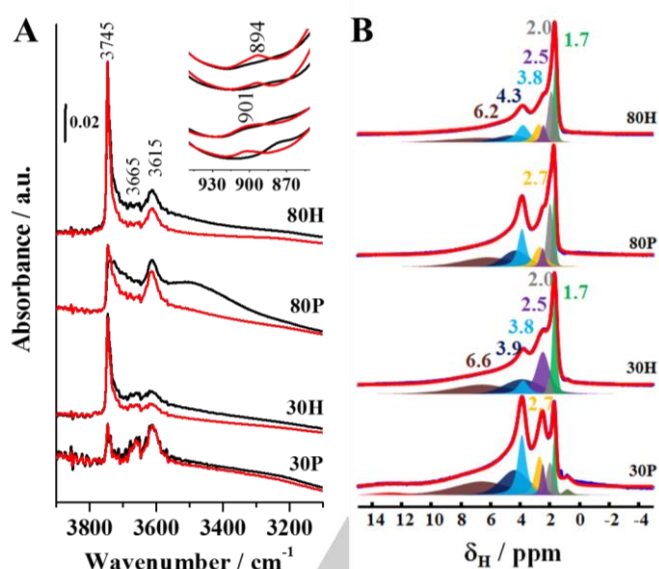 A
3745
3665
3615
0.02
894
901
930 900 870
80H
80P
30H
30P
Absorbance / a.u.
3800 3600 3400 3200
Wavenumber / cm⁻¹
B
2.0
1.7
2.5
3.8
4.3
6.2
80H
2.7
80P
2.0
1.7
2.5
3.8
3.9
6.6
30H
2.7
30P
14 12 10 8 6 4 2 0 -2 -4
δH / ppm